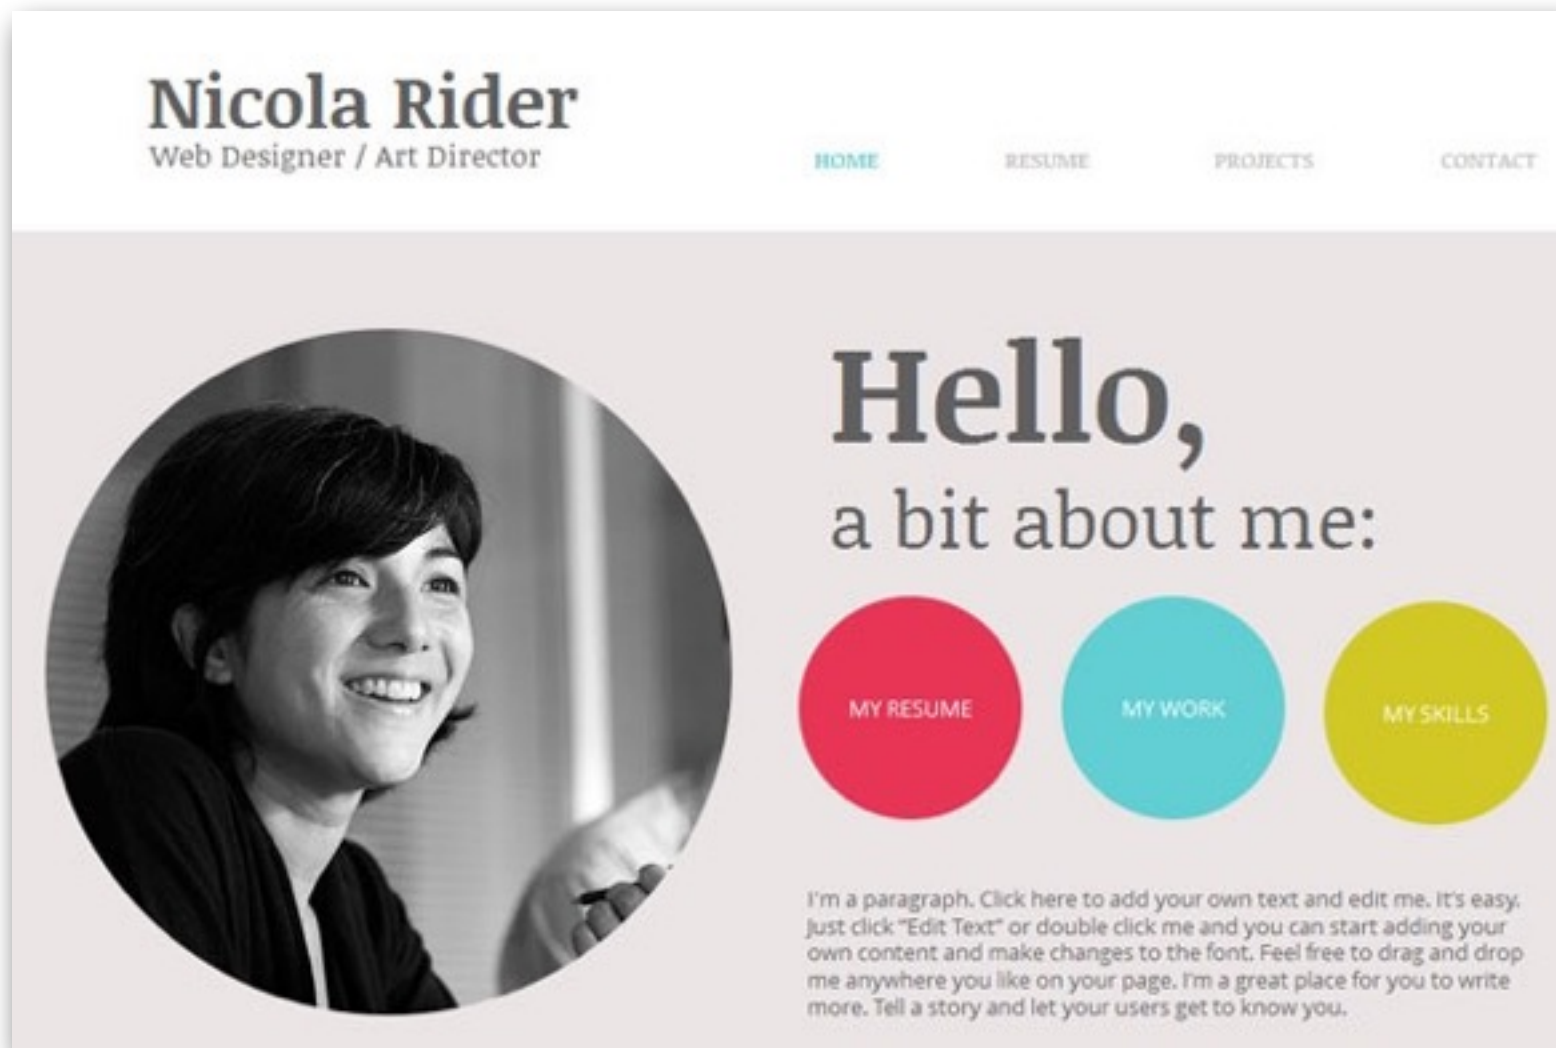 Nicola Rider
Web Designer / Art Director
HOME
RESUME
PROJECTS
CONTACT
Hello,
a bit about me:
MY RESUME
MY WORK
MY SKILLS
I'm a paragraph. Click here to add your own text and edit me. It's easy.
Just click "Edit Text" or double click me and you can start adding your
own content and make changes to the font. Feel free to drag and drop
me anywhere you like on your page. I'm a great place for you to write
more. Tell a story and let your users get to know you.